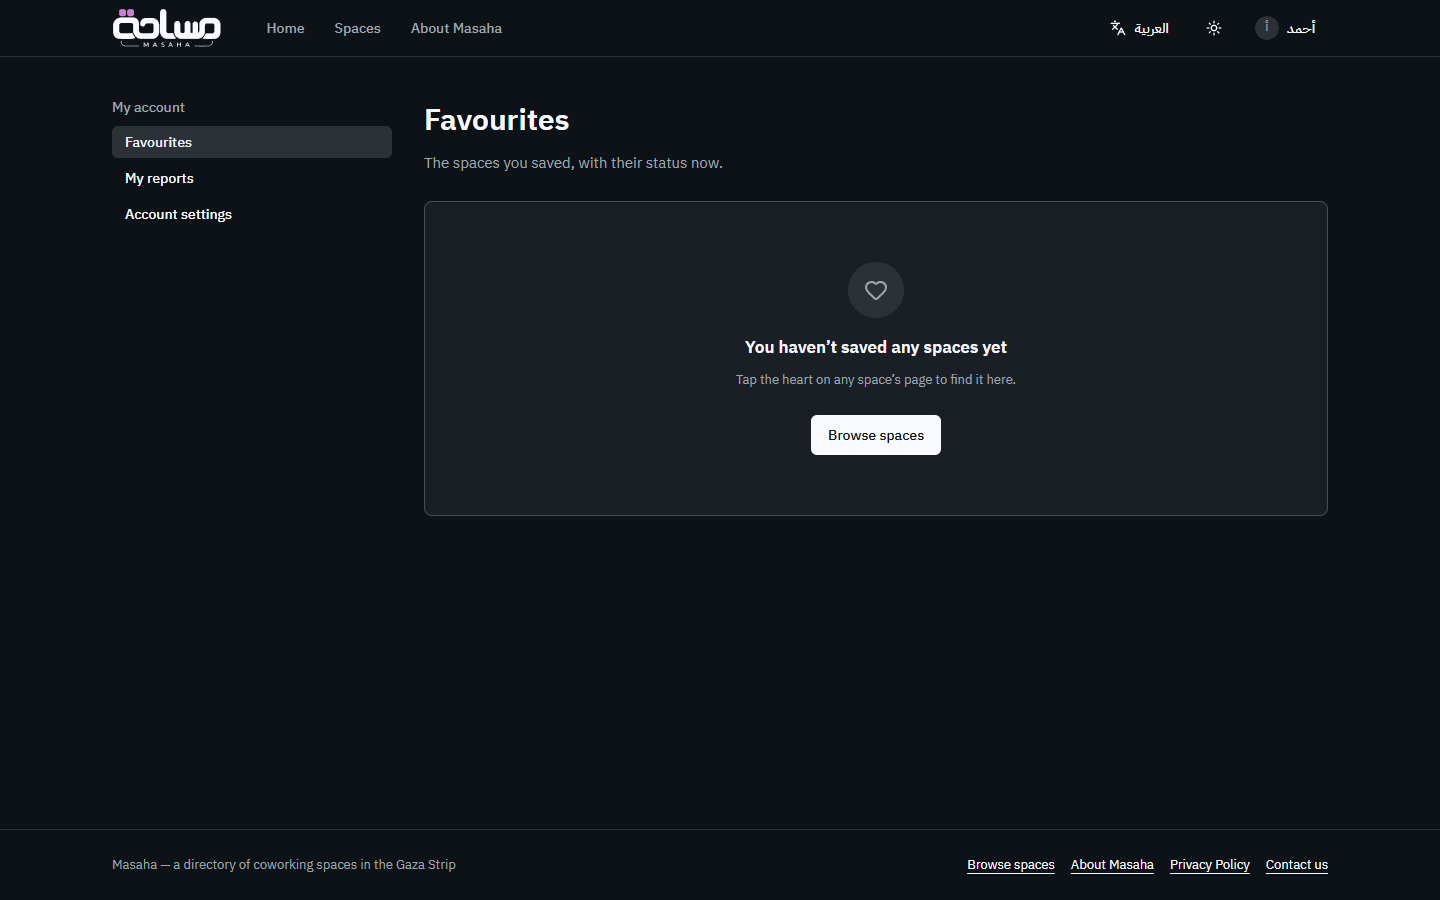 مساحة
MASAHA
Home
Spaces
About Masaha
العربية
أ
أحمد
My account
Favourites
My reports
Account settings
Favourites
The spaces you saved, with their status now.
You haven’t saved any spaces yet
Tap the heart on any space’s page to find it here.
Browse spaces
Masaha — a directory of coworking spaces in the Gaza Strip
Browse spaces
About Masaha
Privacy Policy
Contact us